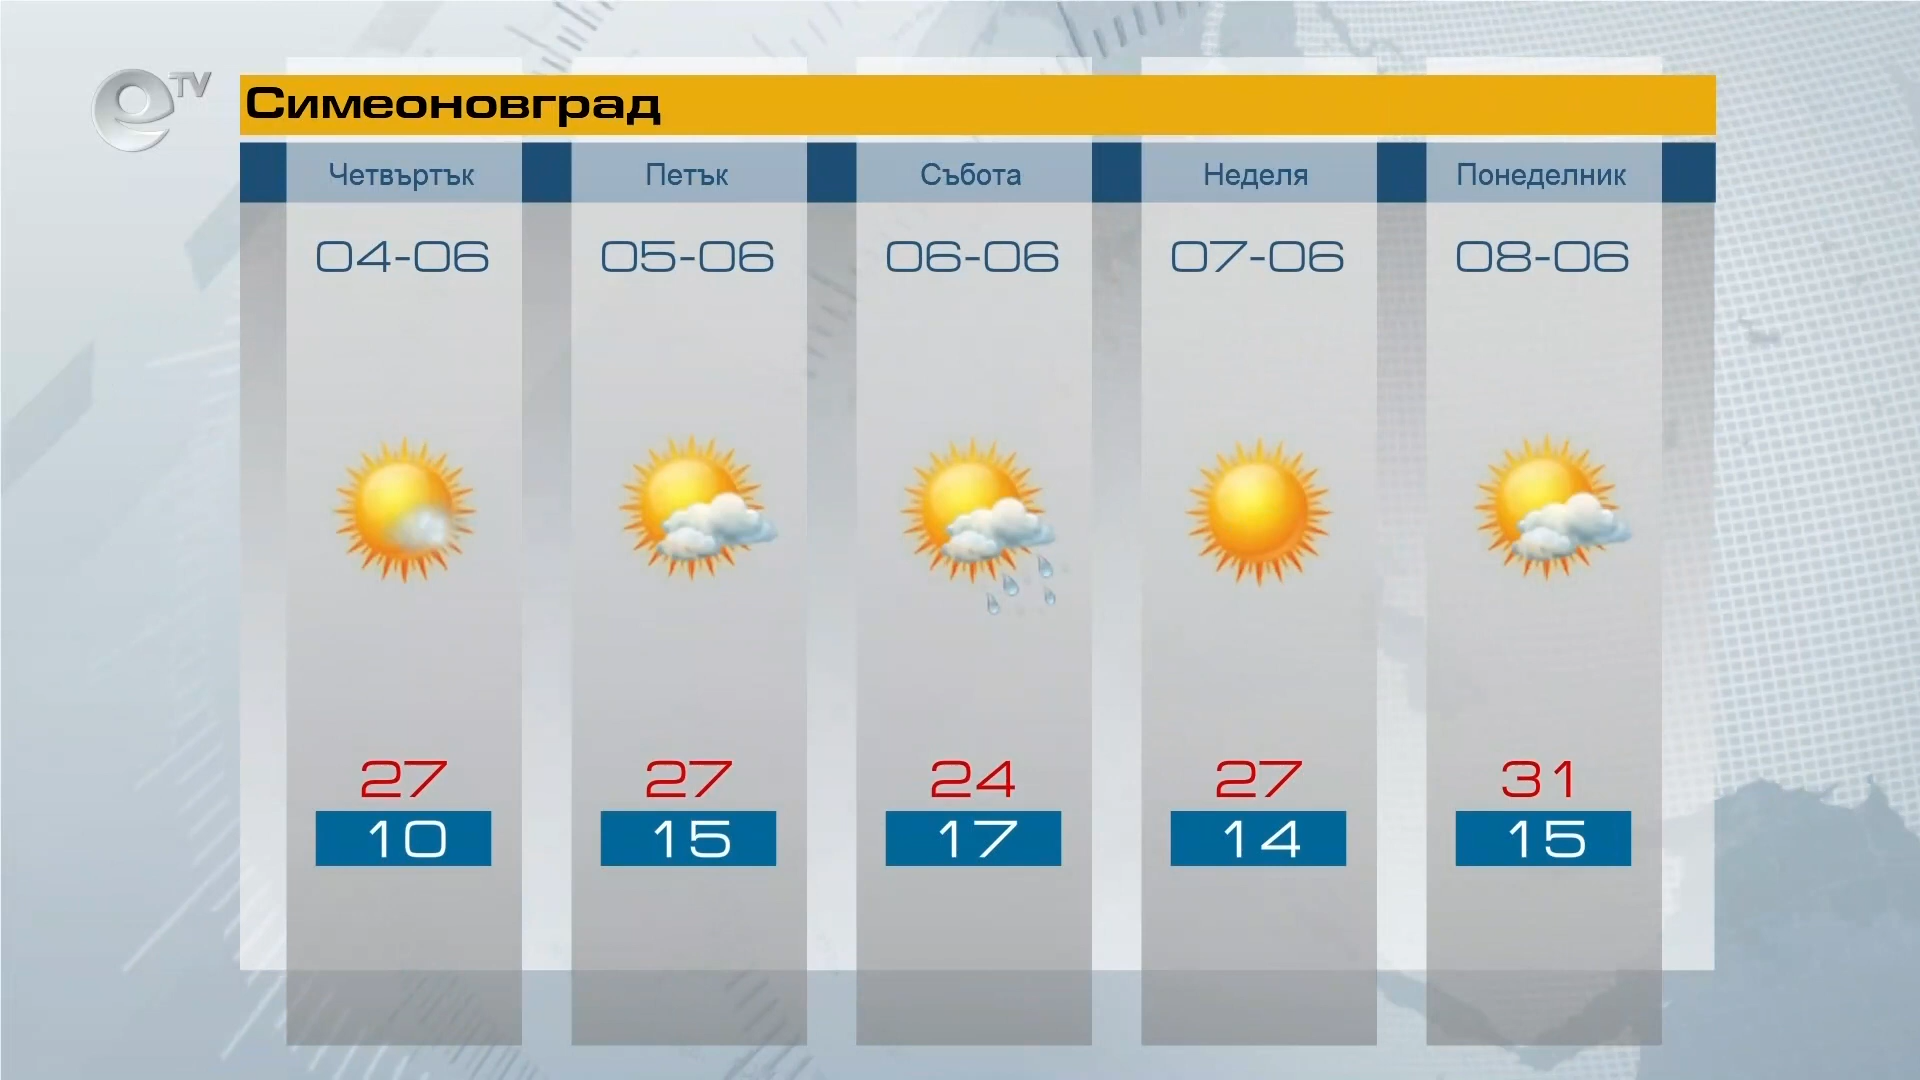 eTV
Симеоновград
Четвъртък Петък Събота Неделя Понеделник
04-06 05-06 06-06 07-06 08-06
27 27 24 27 31
10 15 17 14 15